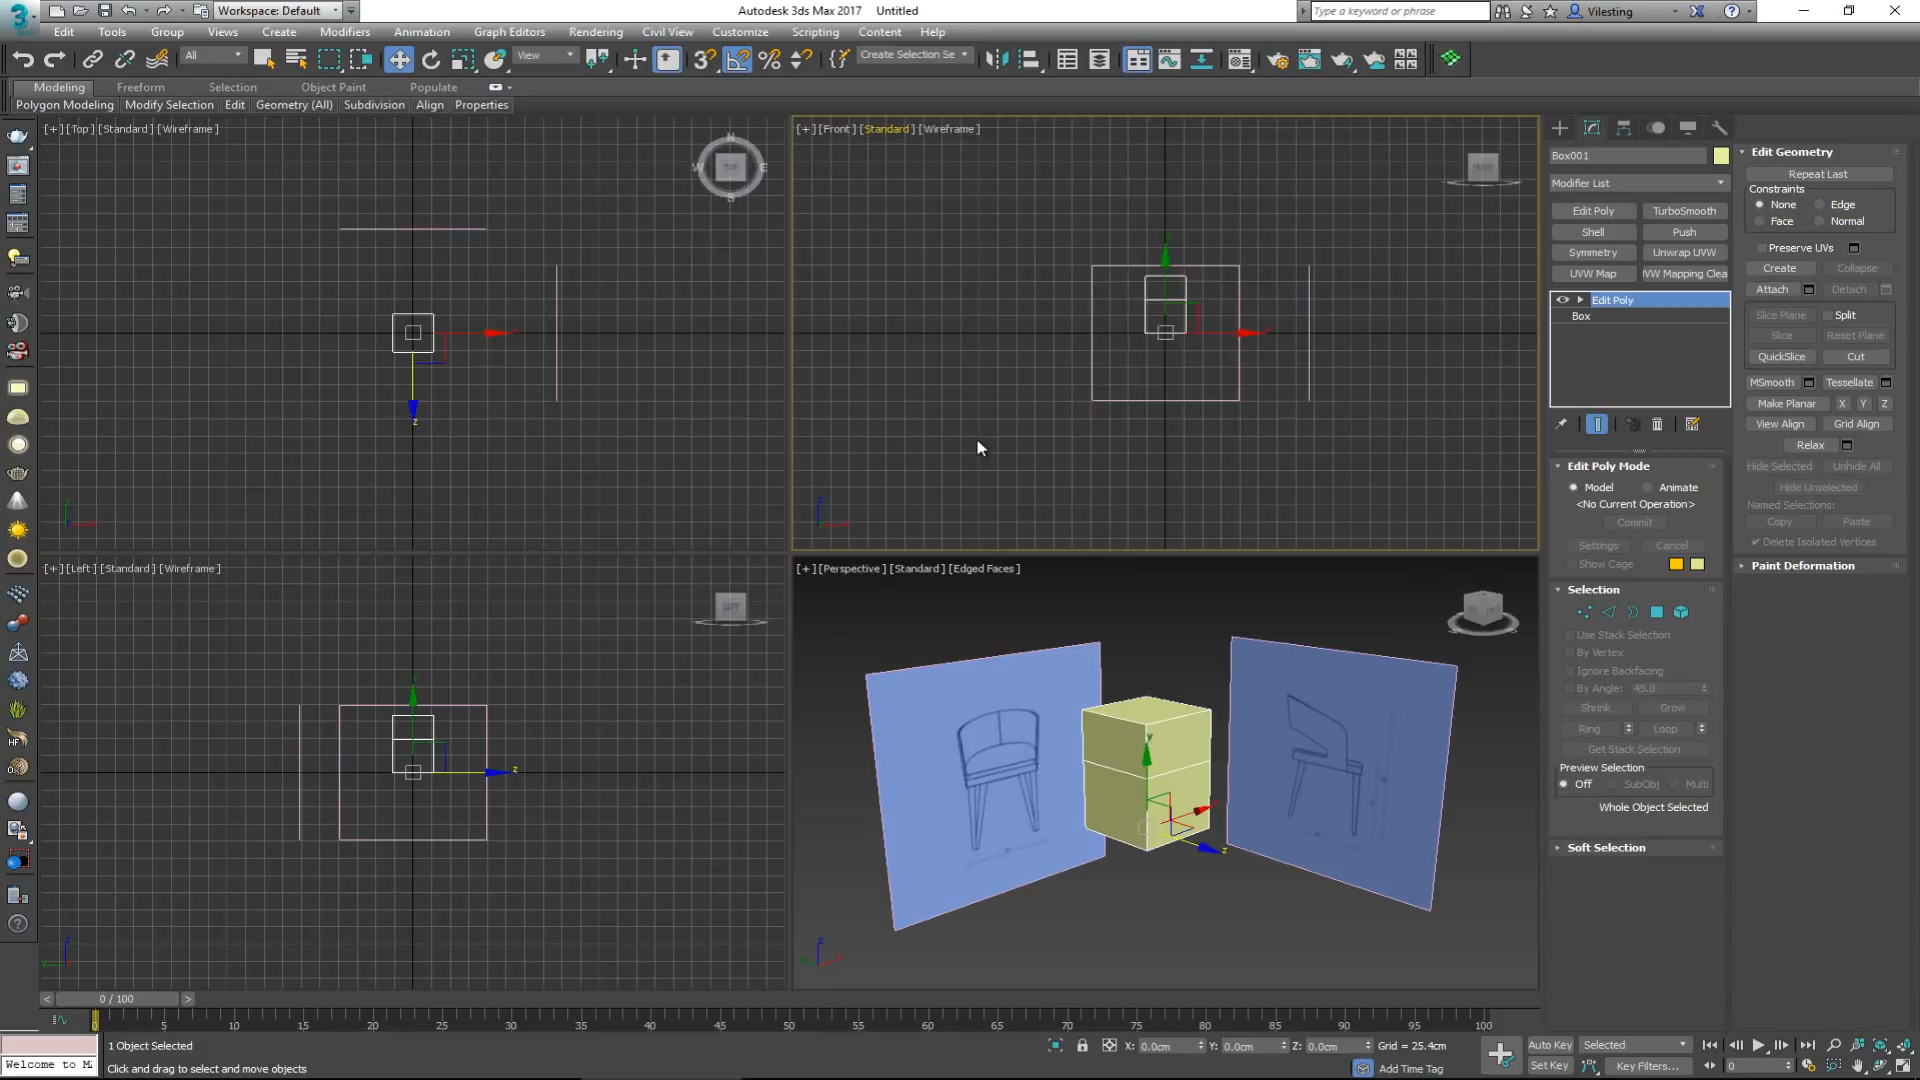 Workspace: Default
Autodesk 3ds Max 2017    Untitled
Type a keyword or phrase
Vilesting
Edit Tools Group Views Create Modifiers Animation Graph Editors Rendering Civil View Customize Scripting Content Help
All
View
Create Selection Se
Modeling Freeform Selection Object Paint Populate
Polygon Modeling Modify Selection Edit Geometry (All) Subdivision Align Properties
[+] [Top] [Standard] [Wireframe]
[+] [Front] [Standard] [Wireframe]
[+] [Left] [Standard] [Wireframe]
[+] [Perspective] [Standard] [Edged Faces]
Box001
Modifier List
Edit Poly TurboSmooth
Shell Push
Symmetry Unwrap UVW
UVW Map VW Mapping Clea
Edit Poly
Box
Edit Poly Mode
Model Animate
<No Current Operation>
Commit
Settings Cancel
Show Cage
Selection
Use Stack Selection
By Vertex
Ignore Backfacing
By Angle: 45.0
Shrink Grow
Ring Loop
Get Stack Selection
Preview Selection
Off SubObj Multi
Whole Object Selected
Soft Selection
Edit Geometry
Repeat Last
Constraints
None Edge
Face Normal
Preserve UVs
Create Collapse
Attach Detach
Slice Plane Split
Slice Reset Plane
QuickSlice Cut
MSmooth Tessellate
Make Planar X Y Z
View Align Grid Align
Relax
Hide Selected Unhide All
Hide Unselected
Named Selections:
Copy Paste
Delete Isolated Vertices
Paint Deformation
0 / 100
0 5 10 15 20 25 30 35 40 45 50 55 60 65 70 75 80 85 90 95 100
1 Object Selected
X: 0.0cm Y: 0.0cm Z: 0.0cm Grid = 25.4cm
Auto Key Selected
Welcome to M
Click and drag to select and move objects
Add Time Tag
Set Key Key Filters...
0